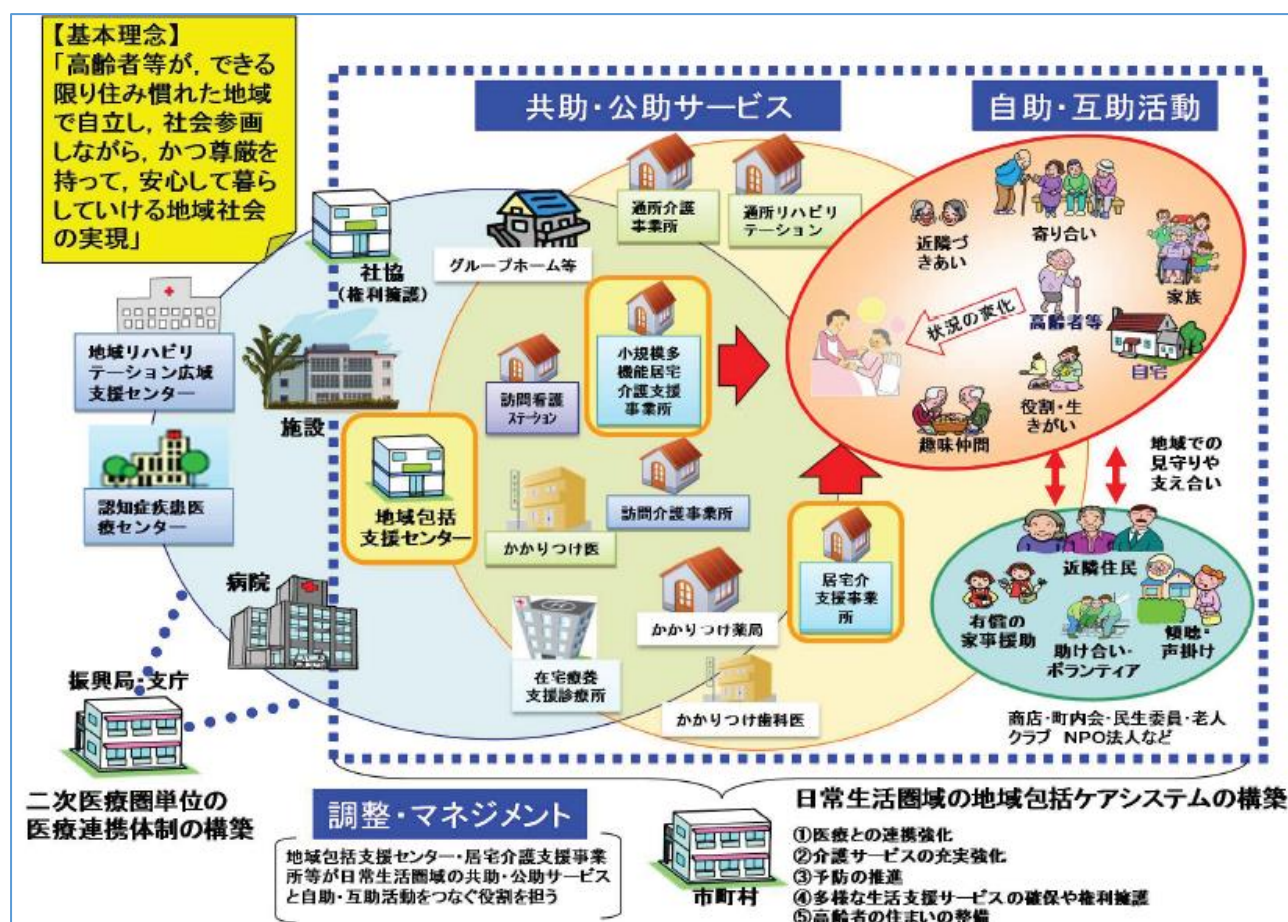 【基本理念】
「高齢者等が，できる
限り住み慣れた地域
で自立し，社会参画
しながら，かつ尊厳を
持って，安心して暮ら
していける地域社会
の実現」
共助・公助サービス
自助・互助活動
社協
(権利擁護)
グループホーム等
通所介護
事業所
通所リハビリ
テーション
近隣づ
きあい
寄り合い
家族
高齢者等
状況の変化
自宅
役割・生
きがい
趣味仲間
地域リハビリ
テーション広域
支援センター
施設
認知症疾患医
療センター
訪問看護
ステーション
小規模多
機能居宅
介護支援
事業所
地域包括
支援センター
かかりつけ医
訪問介護事業所
居宅介
支援事業
所
地域での
見守りや
支え合い
近隣住民
有償の
家事援助
助け合い・
ボランティア
傾聴・
声掛け
商店・町内会・民生委員・老人
クラブ NPO法人など
病院
在宅療養
支援診療所
かかりつけ薬局
かかりつけ歯科医
振興局・支庁
二次医療圏単位の
医療連携体制の構築
調整・マネジメント
地域包括支援センター・居宅介護支援事業
所等が日常生活圏域の共助・公助サービス
と自助・互助活動をつなぐ役割を担う
市町村
日常生活圏域の地域包括ケアシステムの構築
①医療との連携強化
②介護サービスの充実強化
③予防の推進
④多様な生活支援サービスの確保や権利擁護
⑤高齢者の住まいの整備